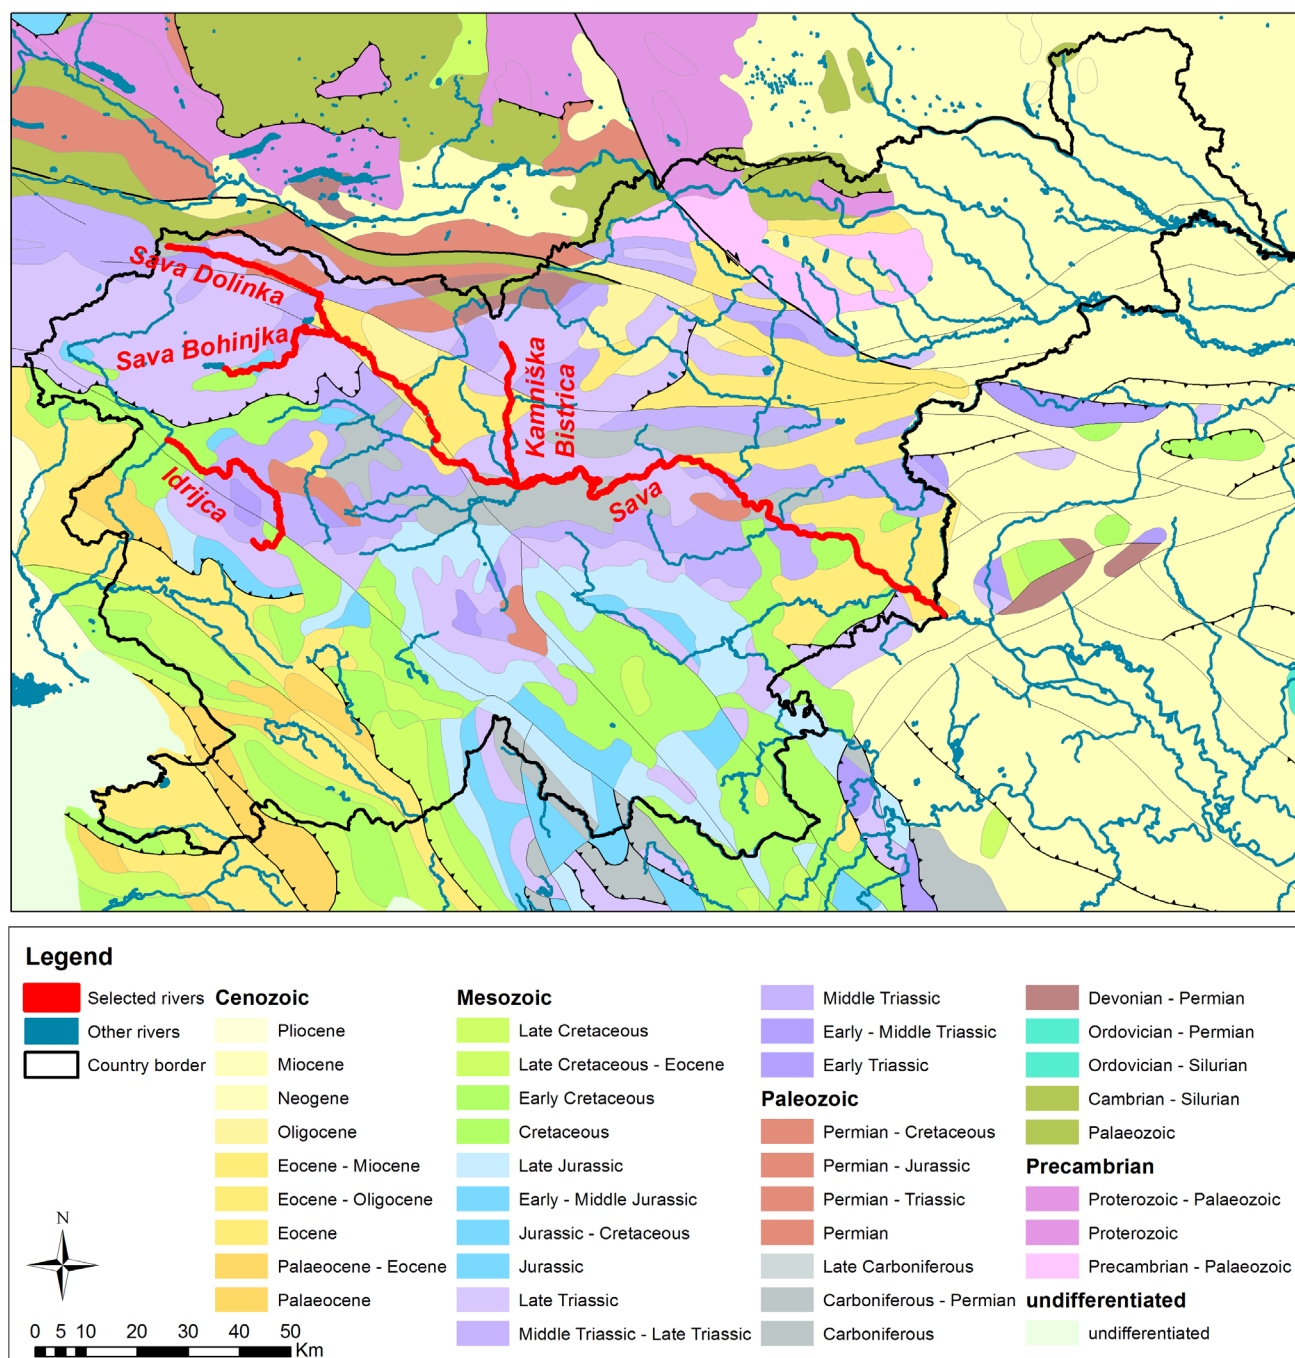 Sava Dolinka
Sava Bohinjka
Kamniška
Bistrica
Idrijca
Sava
Legend
Selected rivers
Other rivers
Country border
Cenozoic
Pliocene
Miocene
Neogene
Oligocene
Eocene - Miocene
Eocene - Oligocene
Eocene
Palaeocene - Eocene
Palaeocene
Mesozoic
Late Cretaceous
Late Cretaceous - Eocene
Early Cretaceous
Cretaceous
Late Jurassic
Early - Middle Jurassic
Jurassic - Cretaceous
Jurassic
Late Triassic
Middle Triassic - Late Triassic
Middle Triassic
Early - Middle Triassic
Early Triassic
Paleozoic
Permian - Cretaceous
Permian - Jurassic
Permian - Triassic
Permian
Late Carboniferous
Carboniferous - Permian
Carboniferous
Devonian - Permian
Ordovician - Permian
Ordovician - Silurian
Cambrian - Silurian
Palaeozoic
Precambrian
Proterozoic - Palaeozoic
Proterozoic
Precambrian - Palaeozoic
undifferentiated
undifferentiated
N
0 5 10 20 30 40 50
Km